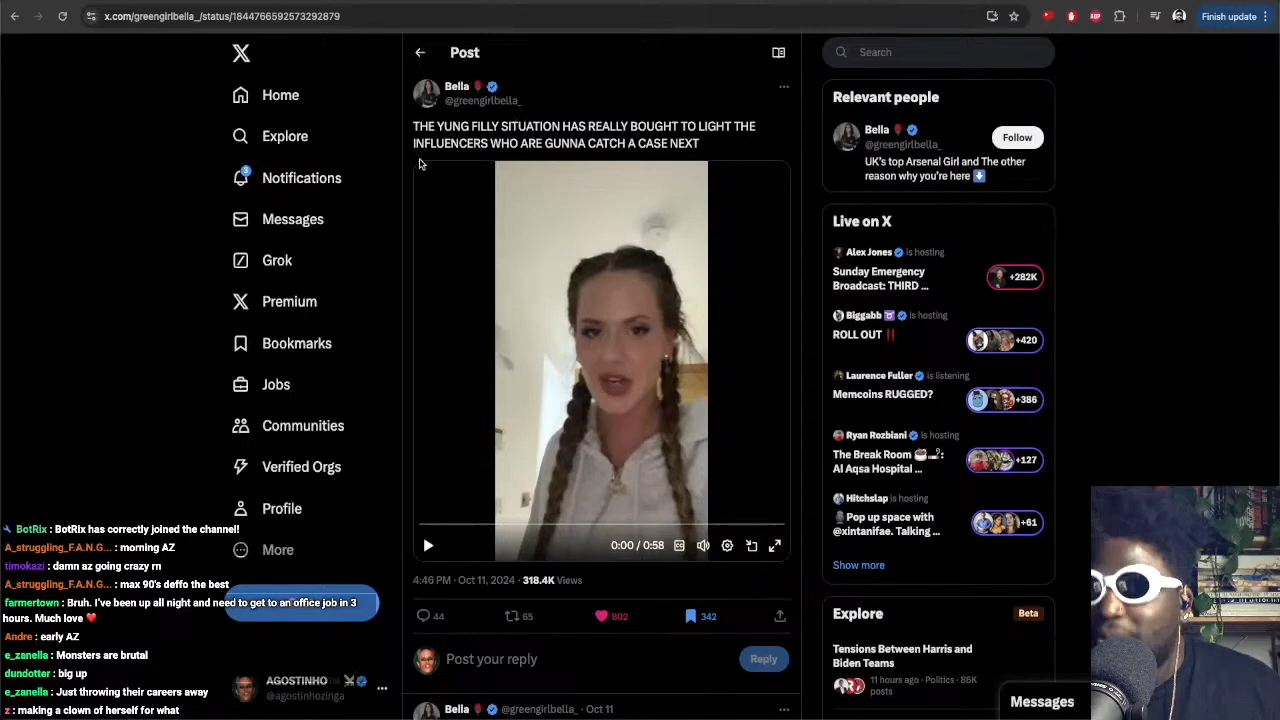 x.com/greengirlbella_/status/1844766592573292879
Finish update
Home
Explore
3
Notifications
Messages
Grok
Premium
Bookmarks
Jobs
Communities
Verified Orgs
Profile
More
AGOSTINHO
@agostinhozinga
BotRix : BotRix has correctly joined the channel!
A_struggling_F.A.N.G... : morning AZ
timokazi : damn az going crazy rn
A_struggling_F.A.N.G... : max 90's deffo the best
farmertown : Bruh. I've been up all night and need to get to an office job in 3
hours. Much love ❤️
Andre : early AZ
e_zanella : Monsters are brutal
dundotter : big up
e_zanella : Just throwing their careers away
z : making a clown of herself for what
Post
Bella 🌹
@greengirlbella_
THE YUNG FILLY SITUATION HAS REALLY BOUGHT TO LIGHT THE
INFLUENCERS WHO ARE GUNNA CATCH A CASE NEXT
0:00 / 0:58
4:46 PM · Oct 11, 2024 · 318.4K Views
44
65
802
342
Post your reply
Reply
Bella 🌹 @greengirlbella_ · Oct 11
Search
Relevant people
Bella 🌹
@greengirlbella_
Follow
UK's top Arsenal Girl and The other
reason why you're here ⬇️
Live on X
Alex Jones is hosting
Sunday Emergency
Broadcast: THIRD ...
+282K
Biggabb ♉ is hosting
ROLL OUT ‼️
+420
Laurence Fuller is listening
Memcoins RUGGED?
+386
Ryan Rozbiani is hosting
The Break Room ☕🚬:
Al Aqsa Hospital ...
+127
Hitchslap is hosting
Pop up space with
@xintanifae. Talking ...
+61
Show more
Explore
Beta
Tensions Between Harris and
Biden Teams
11 hours ago · Politics · 86K
posts
Messages